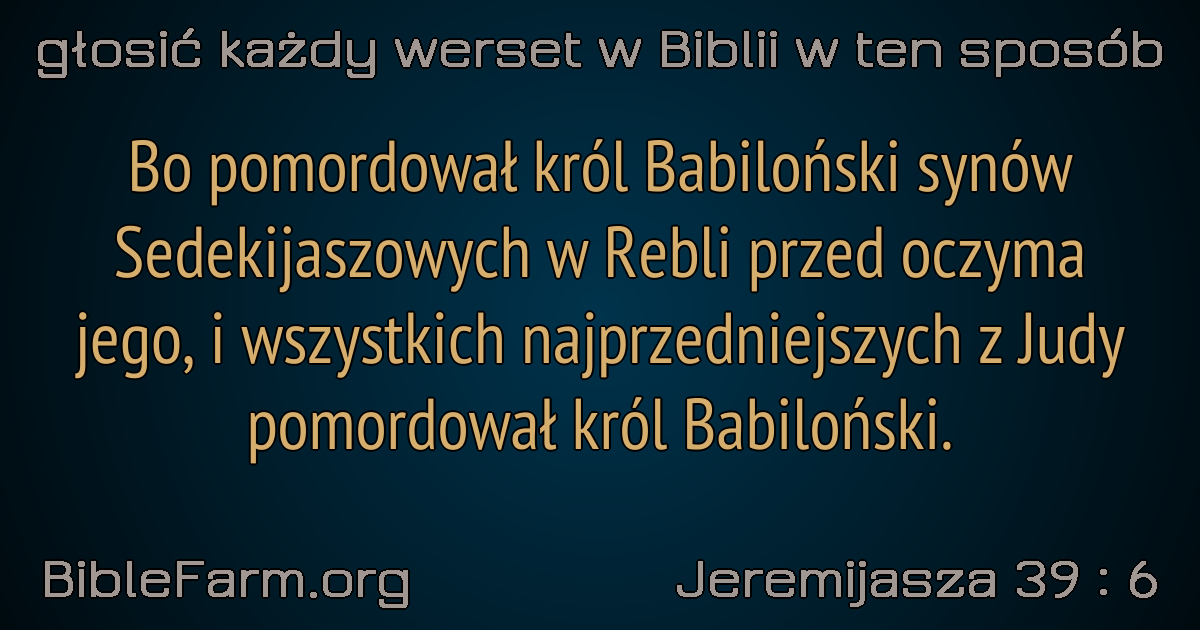 głosić każdy werset w Biblii w ten sposób
Bo pomordował król Babiloński synów
Sedekijaszowych w Rebli przed oczyma
jego, i wszystkich najprzedniejszych z Judy
pomordował król Babiloński.
BibleFarm.org
Jeremijasza 39 : 6